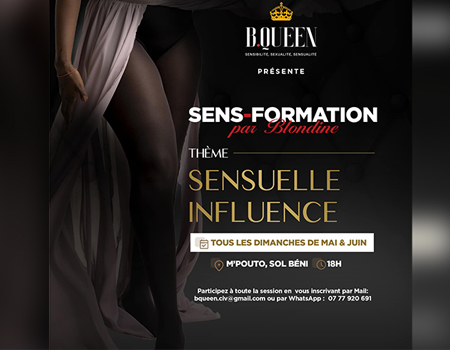 B.QUEEN
SENSIBILITÉ, SEXUALITÉ, SENSUALITÉ
PRÉSENTE
SENS-FORMATION
par Blondine
THÈME
SENSUELLE
INFLUENCE
TOUS LES DIMANCHES DE MAI & JUIN
M'POUTO, SOL BÉNI 18H
Participez à toute la session en vous inscrivant par Mail:
bqueen.civ@gmail.com ou par WhatsApp : 07 77 920 691